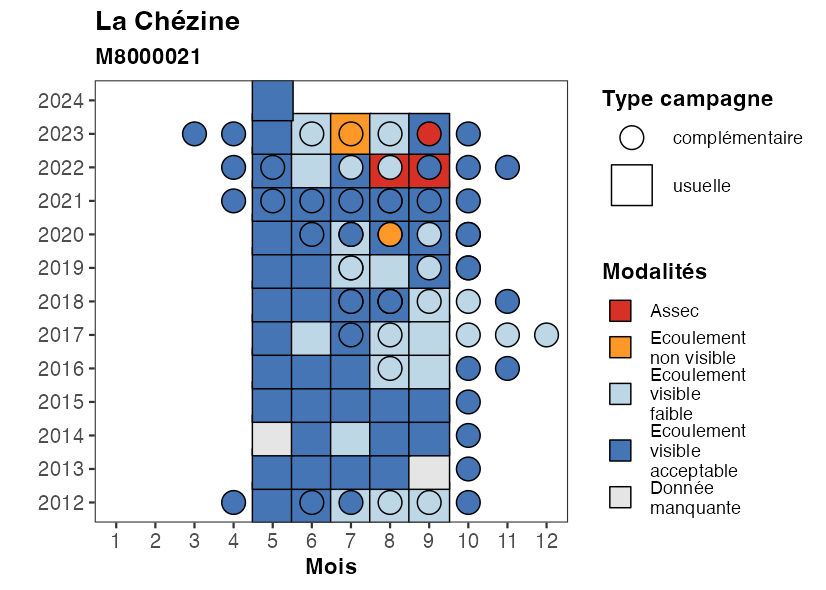 La Chézine
M8000021
2024
2023
2022
2021
2020
2019
2018
2017
2016
2015
2014
2013
2012
1 2 3 4 5 6 7 8 9 10 11 12
Mois
Type campagne
complémentaire
usuelle
Modalités
Assec
Ecoulement
non visible
Ecoulement
visible
faible
Ecoulement
visible
acceptable
Donnée
manquante